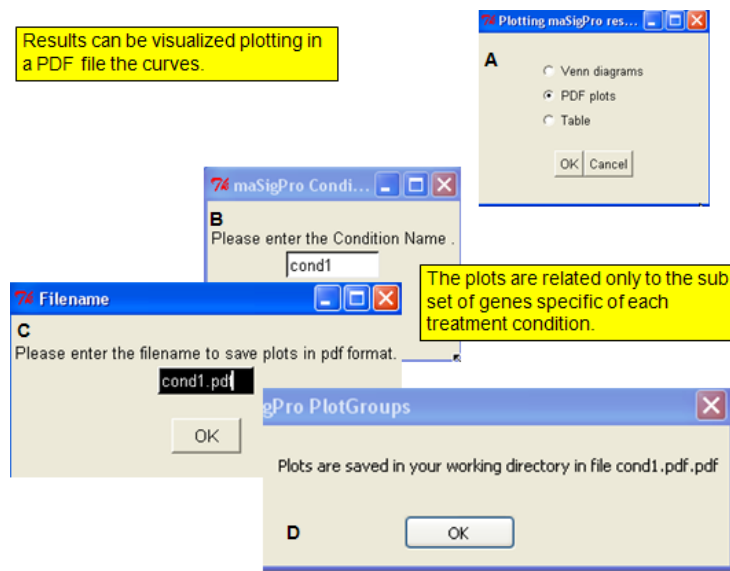 Results can be visualized plotting in
a PDF file the curves.
Plotting maSigPro res...
A
Venn diagrams
PDF plots
Table
OK Cancel
maSigPro Condi...
B
Please enter the Condition Name .
cond1
The plots are related only to the sub
set of genes specific of each
treatment condition.
Filename
C
Please enter the filename to save plots in pdf format.
cond1.pdf
OK
gPro PlotGroups
Plots are saved in your working directory in file cond1.pdf.pdf
D
OK